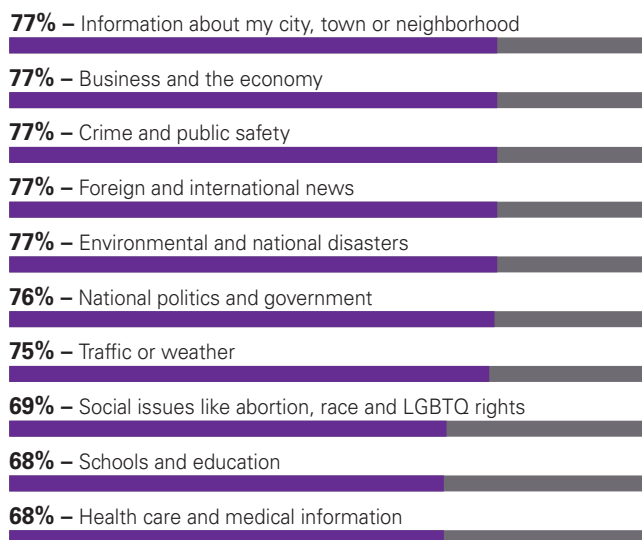 77% – Information about my city, town or neighborhood
77% – Business and the economy
77% – Crime and public safety
77% – Foreign and international news
77% – Environmental and national disasters
76% – National politics and government
75% – Traffic or weather
69% – Social issues like abortion, race and LGBTQ rights
68% – Schools and education
68% – Health care and medical information